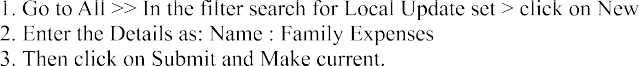 1. Go to All >> In the filter search for Local Update set > click on New
2. Enter the Details as: Name : Family Expenses
3. Then click on Submit and Make current.